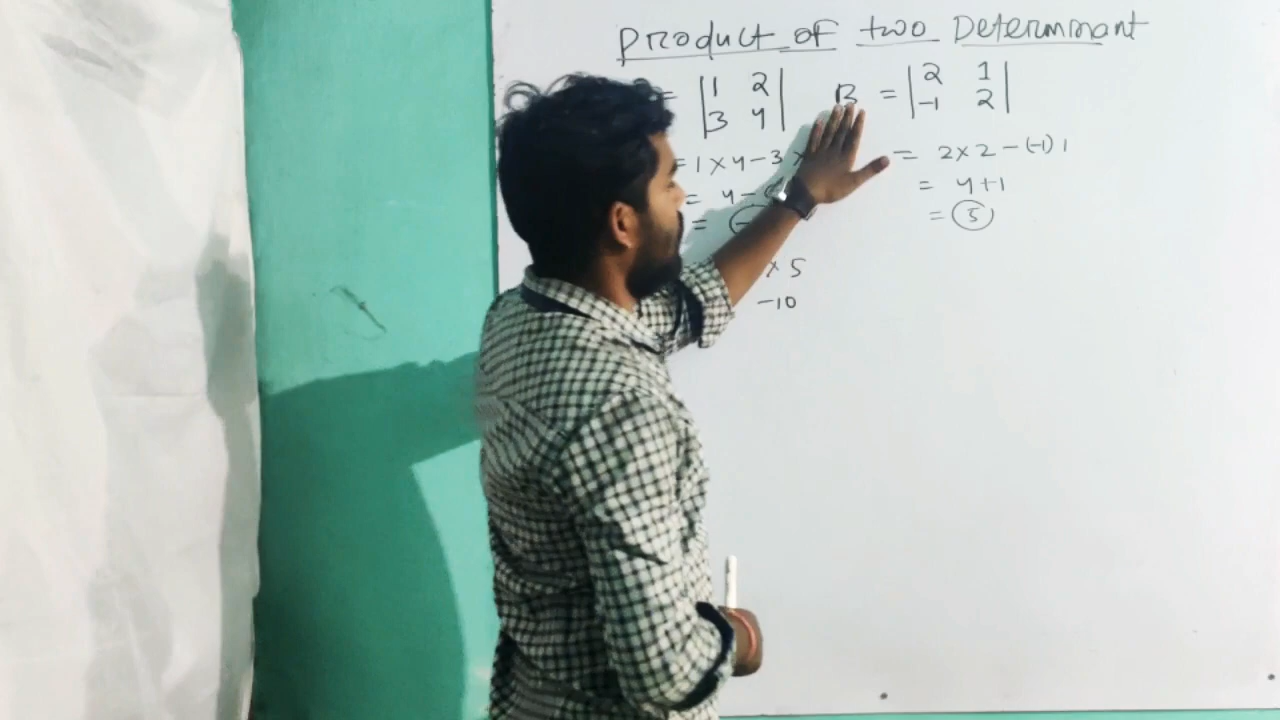 Product of two Determinant
= |1 2| B = |2 1|
|3 4| |-1 2|
= 1 x 4 - 3 x = 2 x 2 - (-1) 1
= 4 - = 4 + 1
= = 5
x 5
-10